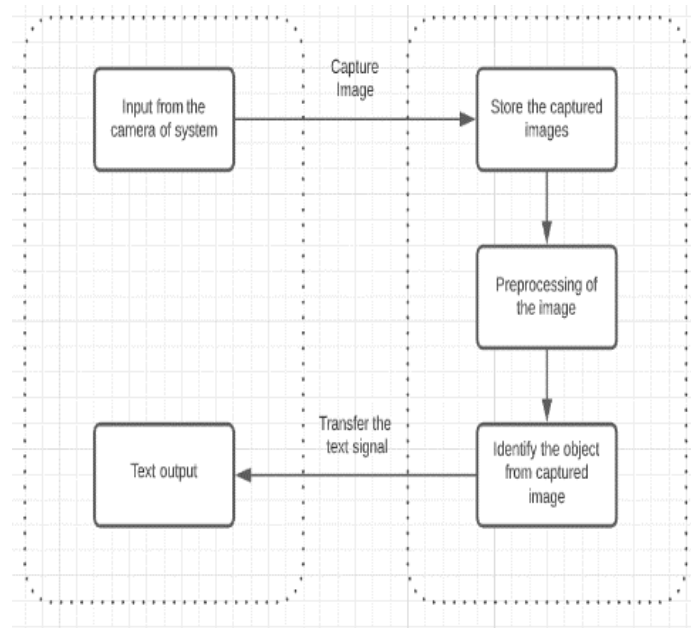 Input from the
camera of system
Capture
Image
Store the captured
images
Preprocessing of
the image
Identify the object
from captured
image
Transfer the
text signal
Text output